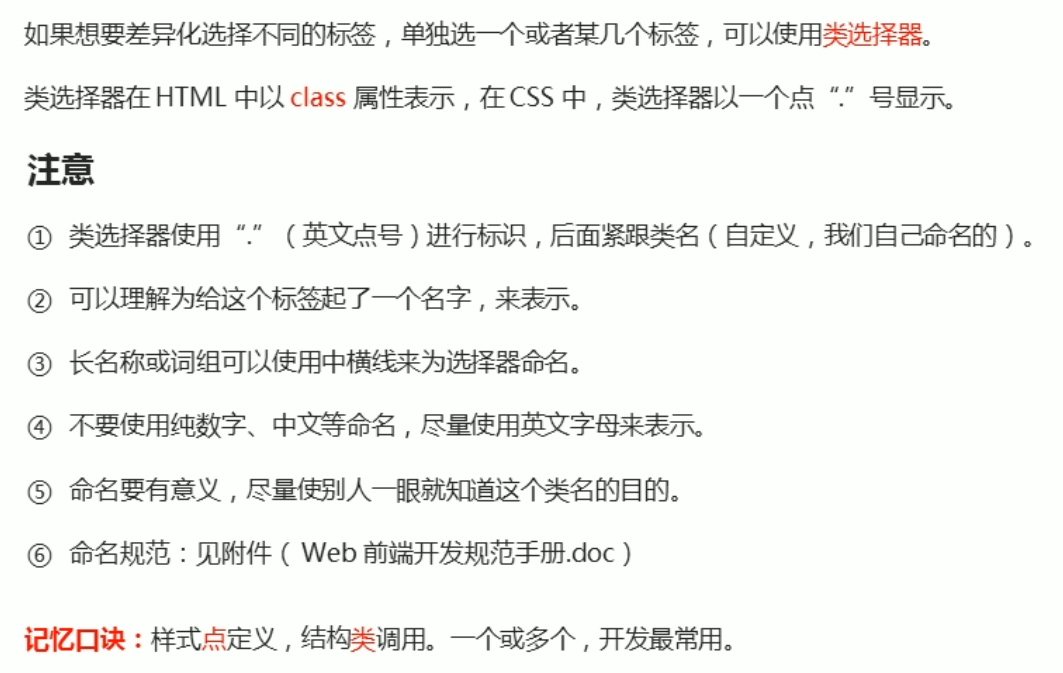 如果想要差异化选择不同的标签，单独选一个或者某几个标签，可以使用类选择器。
类选择器在 HTML 中以 class 属性表示，在 CSS 中，类选择器以一个点“.”号显示。
注意
① 类选择器使用“.”（英文点号）进行标识，后面紧跟类名（自定义，我们自己命名的）。
② 可以理解为给这个标签起了一个名字，来表示。
③ 长名称或词组可以使用中横线来为选择器命名。
④ 不要使用纯数字、中文等命名，尽量使用英文字母来表示。
⑤ 命名要有意义，尽量使别人一眼就知道这个类名的目的。
⑥ 命名规范：见附件（ Web 前端开发规范手册.doc）
记忆口诀：样式点定义，结构类调用。一个或多个，开发最常用。